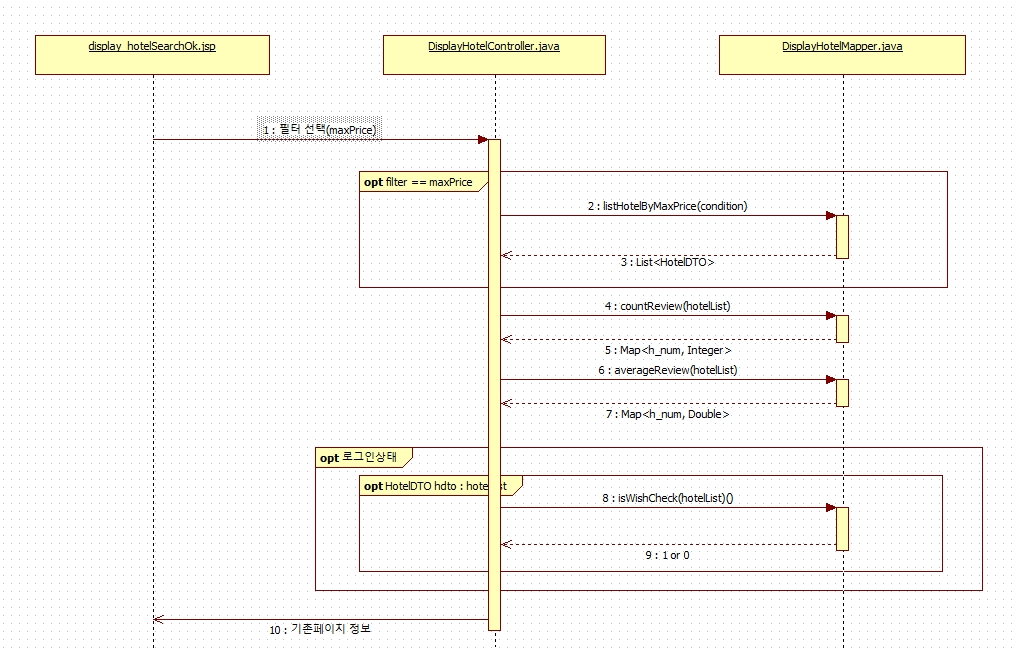 display_hotelSearchOk.jsp
DisplayHotelController.java
DisplayHotelMapper.java
1 : 필터 선택(maxPrice)
opt filter == maxPrice
2 : listHotelByMaxPrice(condition)
3 : List<HotelDTO>
4 : countReview(hotelList)
5 : Map<h_num, Integer>
6 : averageReview(hotelList)
7 : Map<h_num, Double>
opt 로그인상태
opt HotelDTO hdto : hotelList
8 : isWishCheck(hotelList)()
9 : 1 or 0
10 : 기존페이지 정보